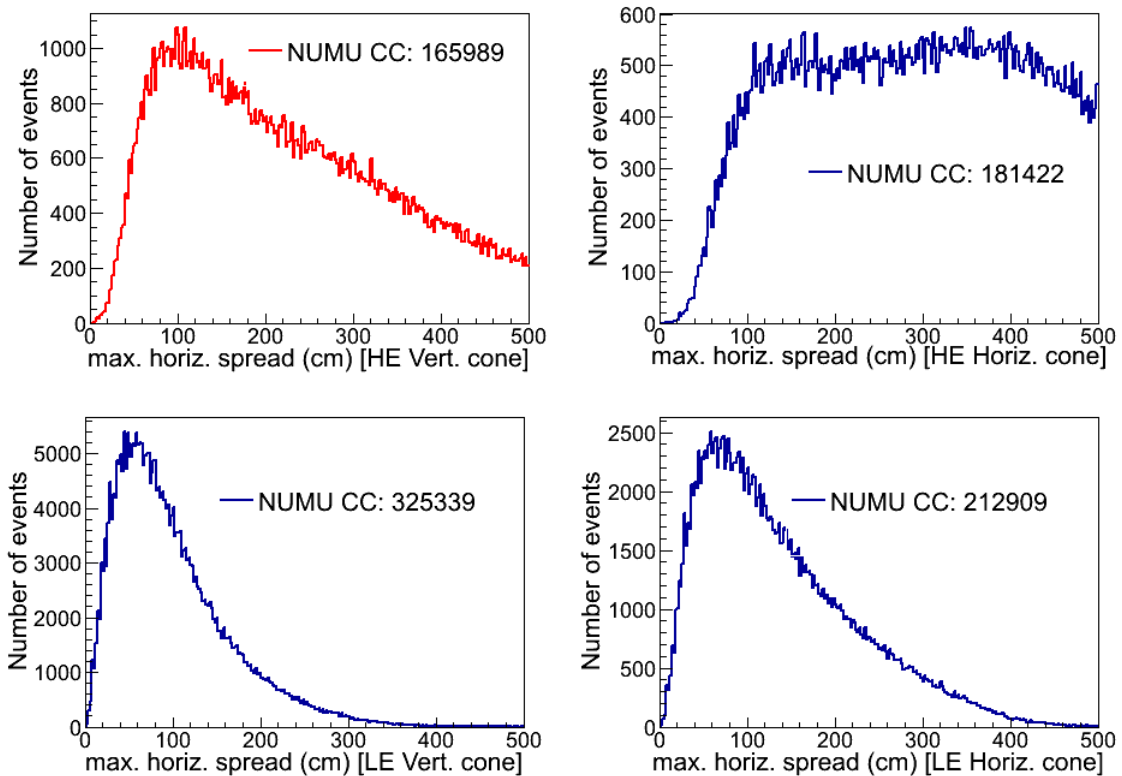 Number of events
1000
800
600
400
200
0
NUMU CC: 165989
0 100 200 300 400 500
max. horiz. spread (cm) [HE Vert. cone]
Number of events
600
500
400
300
200
100
0
NUMU CC: 181422
0 100 200 300 400 500
max. horiz. spread (cm) [HE Horiz. cone]
Number of events
5000
4000
3000
2000
1000
0
NUMU CC: 325339
0 100 200 300 400 500
max. horiz. spread (cm) [LE Vert. cone]
Number of events
2500
2000
1500
1000
500
0
NUMU CC: 212909
0 100 200 300 400 500
max. horiz. spread (cm) [LE Horiz. cone]